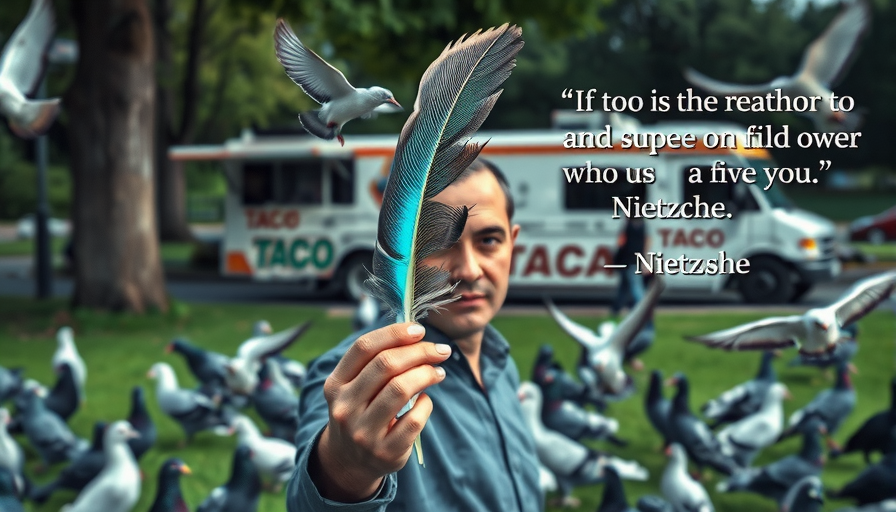 “If too is the reathor to
and supee on fild ower
who us a five you.”
Nietzche.
— Nietzshe
TACO
TACO
TACA
TACO